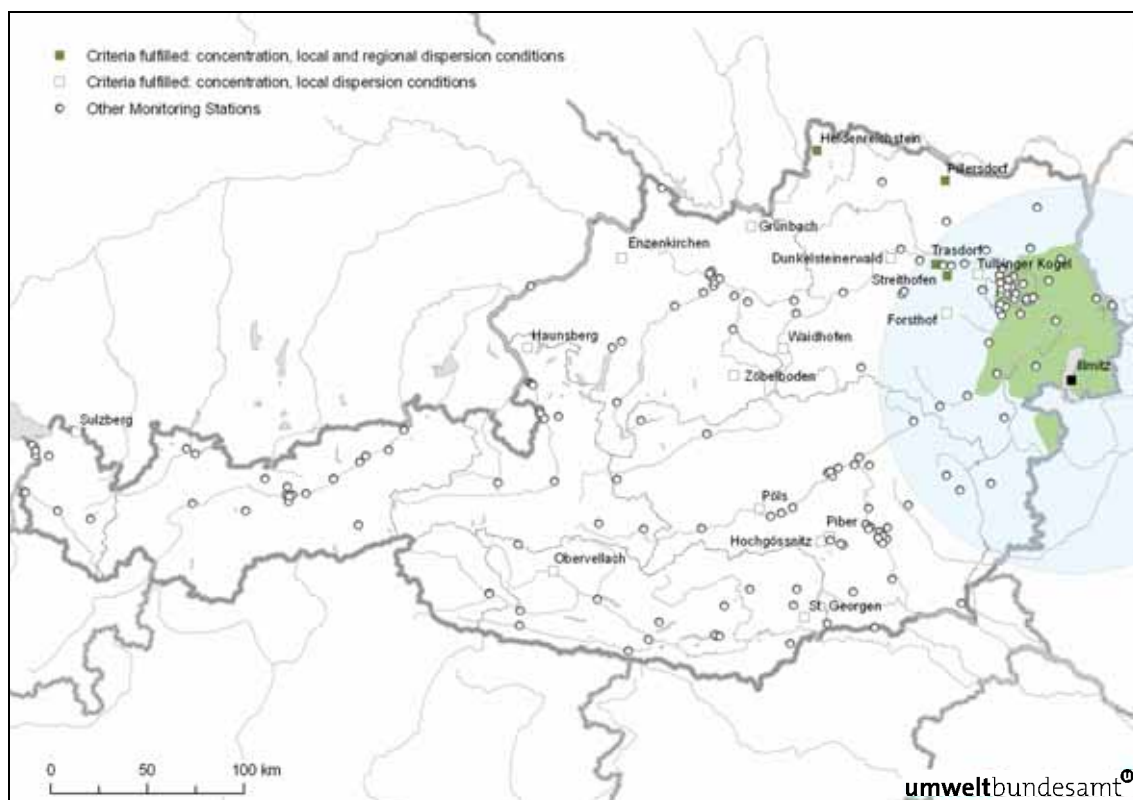 Criteria fulfilled: concentration, local and regional dispersion conditions
Criteria fulfilled: concentration, local dispersion conditions
Other Monitoring Stations
Heidenreichstein
Pillersdorf
Grünbach
Enzenkirchen
Dunkelsteinerwald
Trasdorf
Tulbinger Kogel
Streithofen
Forsthof
Haunsberg
Waidhofen
Zöbelboden
Illmitz
Sulzberg
Pöls
Piber
Hochgössnitz
Obervellach
St. Georgen
0 50 100 km
umweltbundesamt u